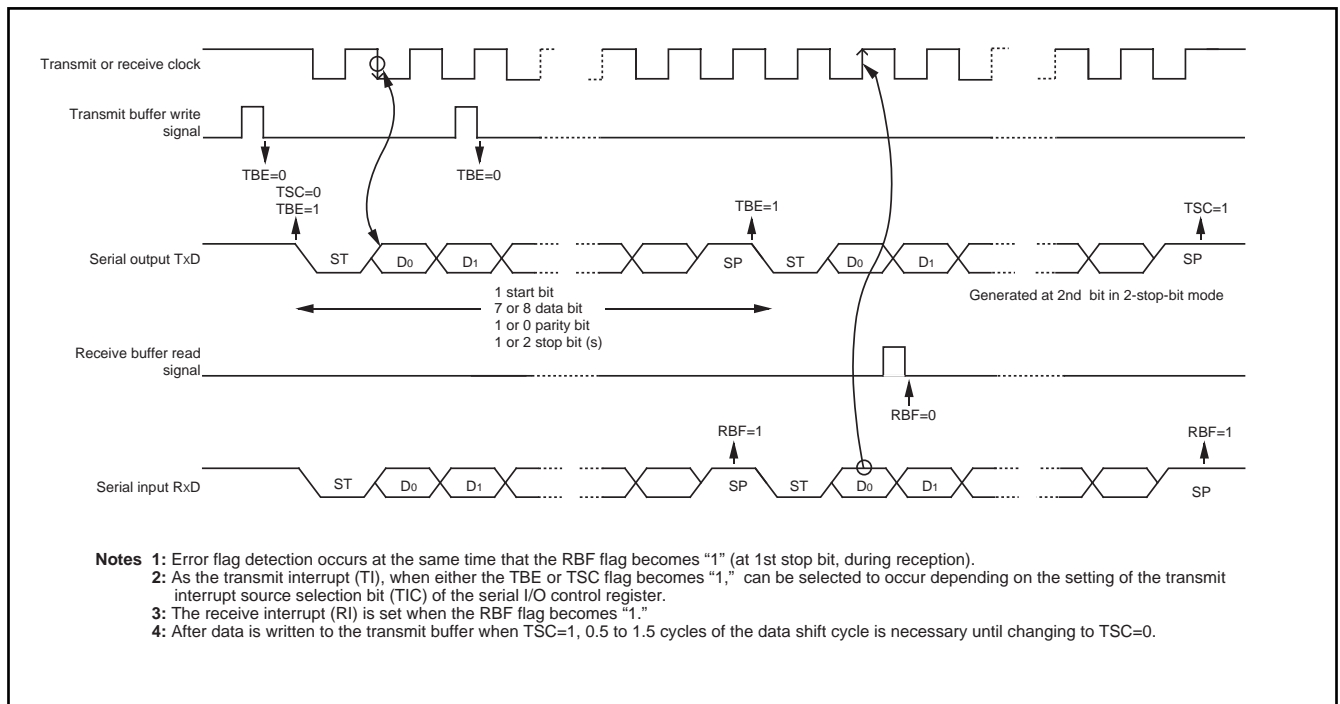 Transmit or receive clock
Transmit buffer write
signal
TBE=0
TSC=0
TBE=1
TBE=0
TBE=1
TSC=1
Serial output TxD
ST
D0
D1
SP
ST
D0
D1
SP
1 start bit
7 or 8 data bit
1 or 0 parity bit
1 or 2 stop bit (s)
Generated at 2nd bit in 2-stop-bit mode
Receive buffer read
signal
RBF=0
RBF=1
RBF=1
Serial input RxD
ST
D0
D1
SP
ST
D0
D1
SP
Notes 1: Error flag detection occurs at the same time that the RBF flag becomes “1” (at 1st stop bit, during reception).
2: As the transmit interrupt (TI), when either the TBE or TSC flag becomes “1,” can be selected to occur depending on the setting of the transmit
interrupt source selection bit (TIC) of the serial I/O control register.
3: The receive interrupt (RI) is set when the RBF flag becomes “1.”
4: After data is written to the transmit buffer when TSC=1, 0.5 to 1.5 cycles of the data shift cycle is necessary until changing to TSC=0.